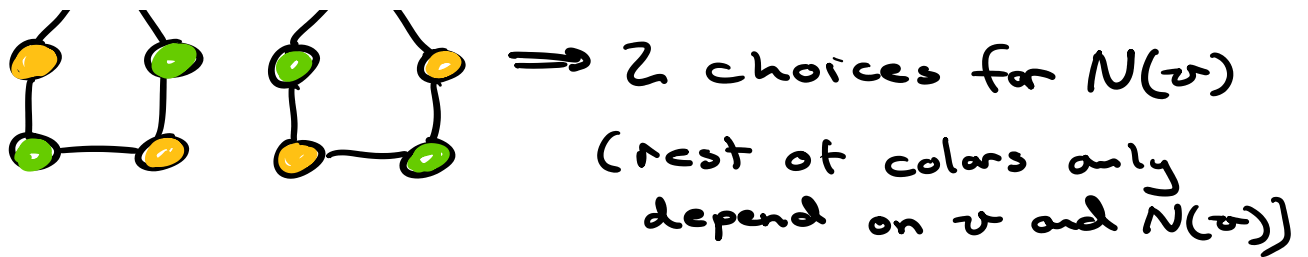 ⇒ 2 choices for N(v)
(rest of colors only
depend on v and N(v))